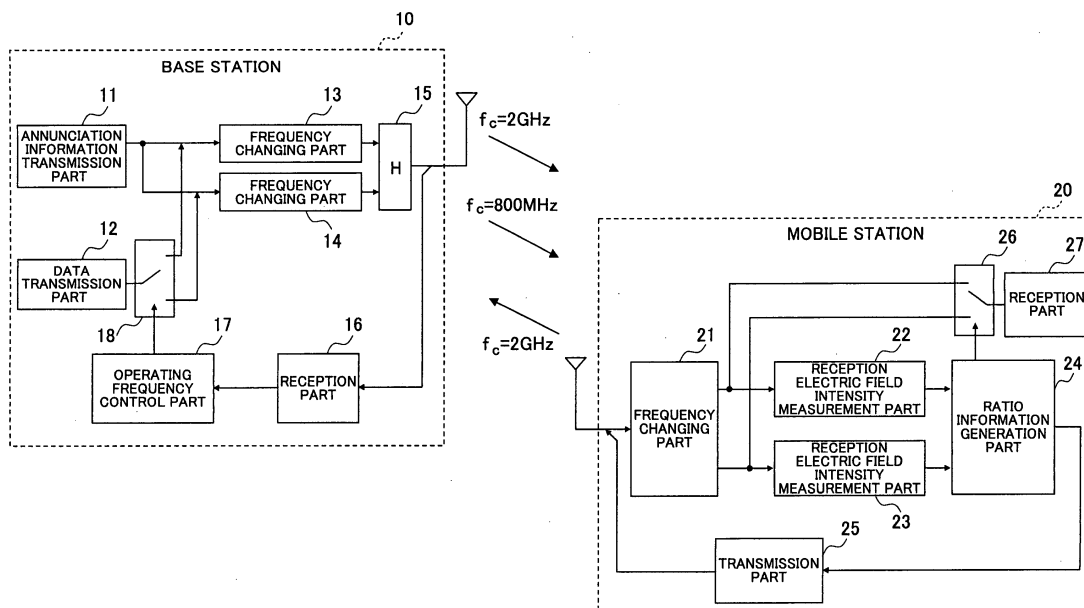 10
BASE STATION
11
ANNUNCIATION
INFORMATION
TRANSMISSION
PART
13
FREQUENCY
CHANGING PART
15
H
FREQUENCY
CHANGING PART
14
12
DATA
TRANSMISSION
PART
18
17
OPERATING
FREQUENCY
CONTROL PART
16
RECEPTION
PART
fc=2GHz
fc=800MHz
fc=2GHz
20
MOBILE STATION
26
27
RECEPTION
PART
21
FREQUENCY
CHANGING
PART
22
RECEPTION
ELECTRIC FIELD
INTENSITY
MEASUREMENT PART
24
RATIO
INFORMATION
GENERATION
PART
RECEPTION
ELECTRIC FIELD
INTENSITY
MEASUREMENT PART
23
25
TRANSMISSION
PART